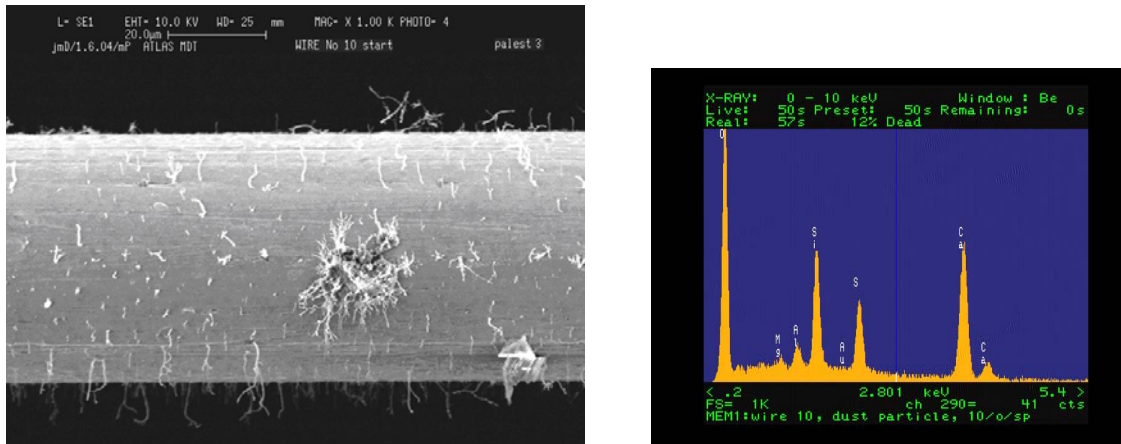 L= SE1 EHT= 10.0 KV WD= 25 mm MAG= X 1.00 K PHOTO= 4
20.0µm
jmD/1.6.04/mP ATLAS MDT WIRE No 10 start palest 3
X-RAY: 0 - 10 keV Window : Be
Live: 50s Preset: 50s Remaining: 0s
Real: 57s 12% Dead
O
Mg
Al
Si
Au
S
Ca
Ca
< .2 2.801 keV 5.4 >
FS= 1K ch 290= 41 cts
MEM1:wire 10, dust particle, 10/o/sp